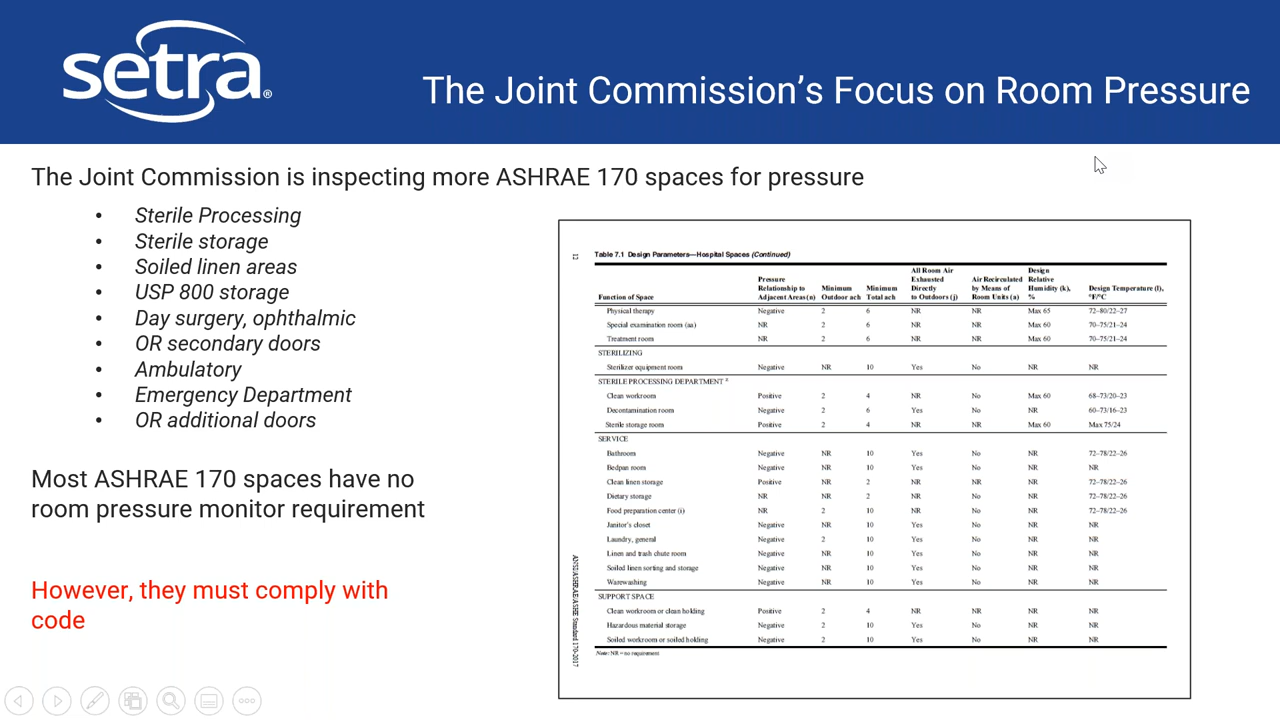 setra®
The Joint Commission's Focus on Room Pressure
The Joint Commission is inspecting more ASHRAE 170 spaces for pressure
• Sterile Processing
• Sterile storage
• Soiled linen areas
• USP 800 storage
• Day surgery, ophthalmic
• OR secondary doors
• Ambulatory
• Emergency Department
• OR additional doors
Most ASHRAE 170 spaces have no
room pressure monitor requirement
However, they must comply with
code
12
Table 7.1 Design Parameters—Hospital Spaces (Continued)
Function of Space | Pressure Relationship to Adjacent Areas (n) | Minimum Outdoor ach | Minimum Total ach | All Room Air Exhausted Directly to Outdoors (j) | Air Recirculated by Means of Room Units (a) | Design Relative Humidity (k), % | Design Temperature (l), °F/°C
Physical therapy Negative 2 6 NR NR Max 65 72–80/22–27
Special examination room (aa) NR 2 6 NR NR Max 60 70–75/21–24
Treatment room NR 2 6 NR NR Max 60 70–75/21–24
STERILIZING
Sterilizer equipment room Negative NR 10 Yes No NR NR
STERILE PROCESSING DEPARTMENT
Clean workroom Positive 2 4 NR No Max 60 68–73/20–23
Decontamination room Negative 2 6 Yes No NR 60–73/16–23
Sterile storage room Positive 2 4 NR NR Max 60 Max 75/24
SERVICE
Bathroom Negative NR 10 Yes No NR 72–78/22–26
Bedpan room Negative NR 10 Yes No NR NR
Clean linen storage Positive NR 2 NR NR NR 72–78/22–26
Dietary storage NR NR 2 NR No NR 72–78/22–26
Food preparation center (i) NR 2 10 NR No NR 72–78/22–26
Janitor's closet Negative NR 10 Yes No NR NR
Laundry, general Negative 2 10 Yes No NR NR
Linen and trash chute room Negative NR 10 Yes No NR NR
Soiled linen sorting and storage Negative NR 10 Yes No NR NR
Warewashing Negative NR 10 Yes No NR NR
SUPPORT SPACE
Clean workroom or clean holding Positive 2 4 NR NR NR NR
Hazardous material storage Negative 2 10 Yes No NR NR
Soiled workroom or soiled holding Negative 2 10 Yes No NR NR
Note: NR = no requirement
ANSI/ASHRAE/ASHE Standard 170-2017